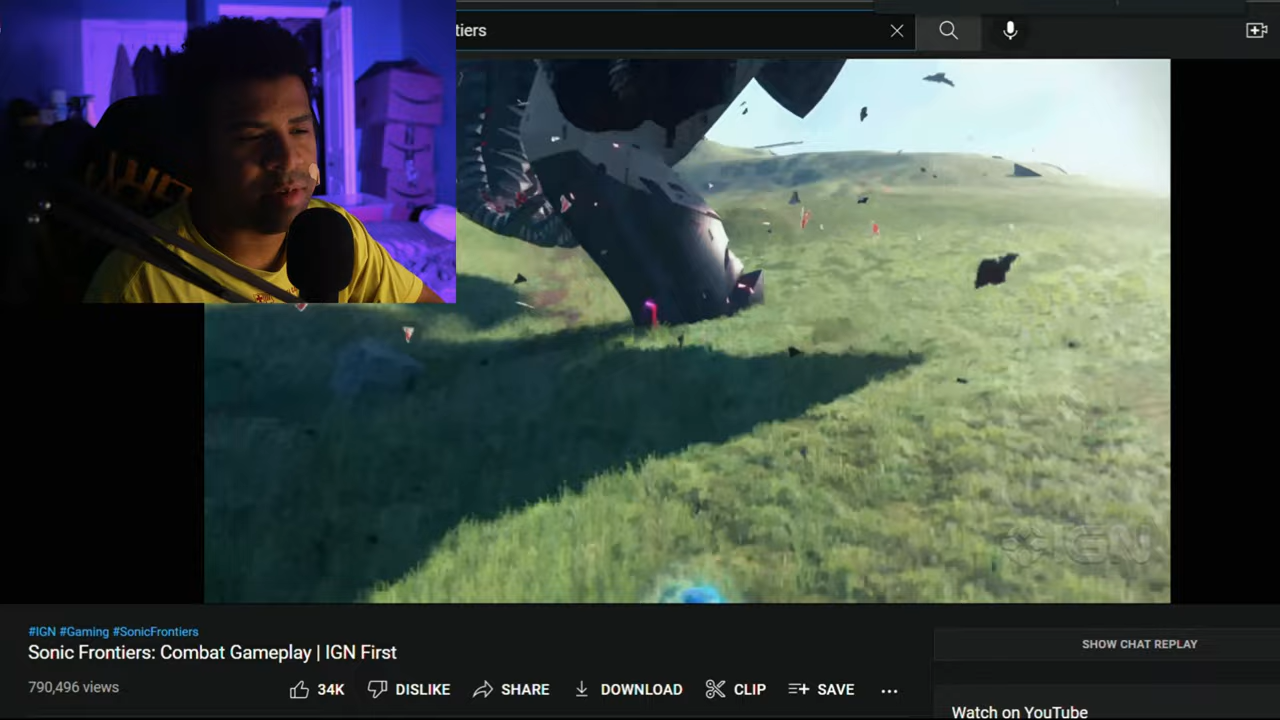 tiers
IGN
#IGN #Gaming #SonicFrontiers
Sonic Frontiers: Combat Gameplay | IGN First
790,496 views
34K
DISLIKE
SHARE
DOWNLOAD
CLIP
SAVE
...
SHOW CHAT REPLAY
Watch on YouTube